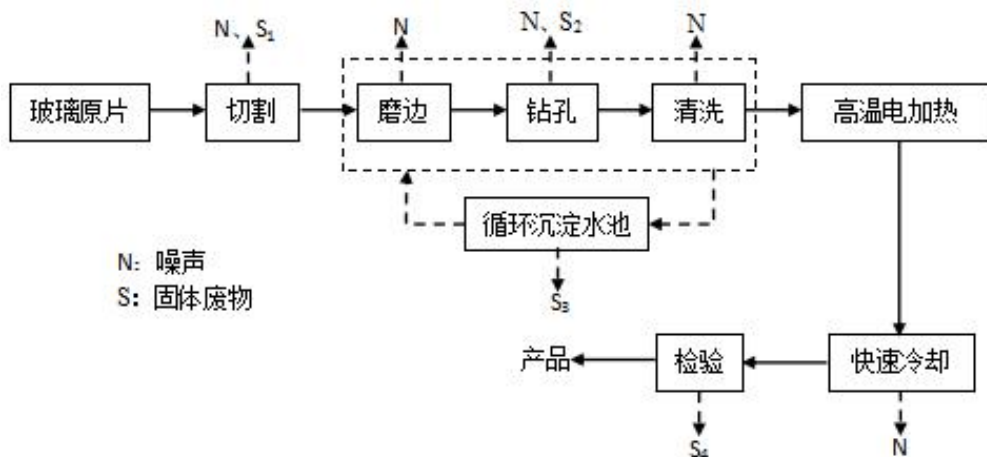 N、S₁
N
N、S₂
N
玻璃原片
切割
磨边
钻孔
清洗
高温电加热
循环沉淀水池
N：噪声
S：固体废物
S₃
产品
检验
快速冷却
S₄
N